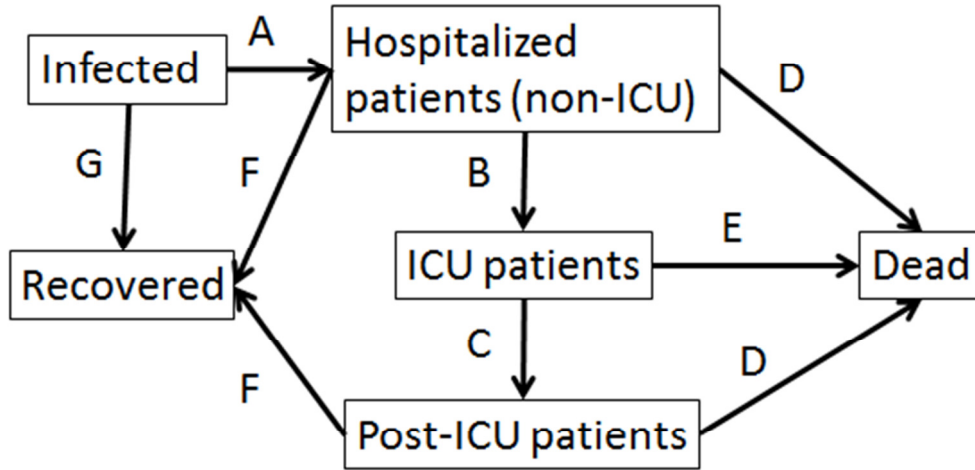 A
Infected
Hospitalized
patients (non-ICU)
D
G
F
B
E
Recovered
ICU patients
Dead
C
D
F
Post-ICU patients